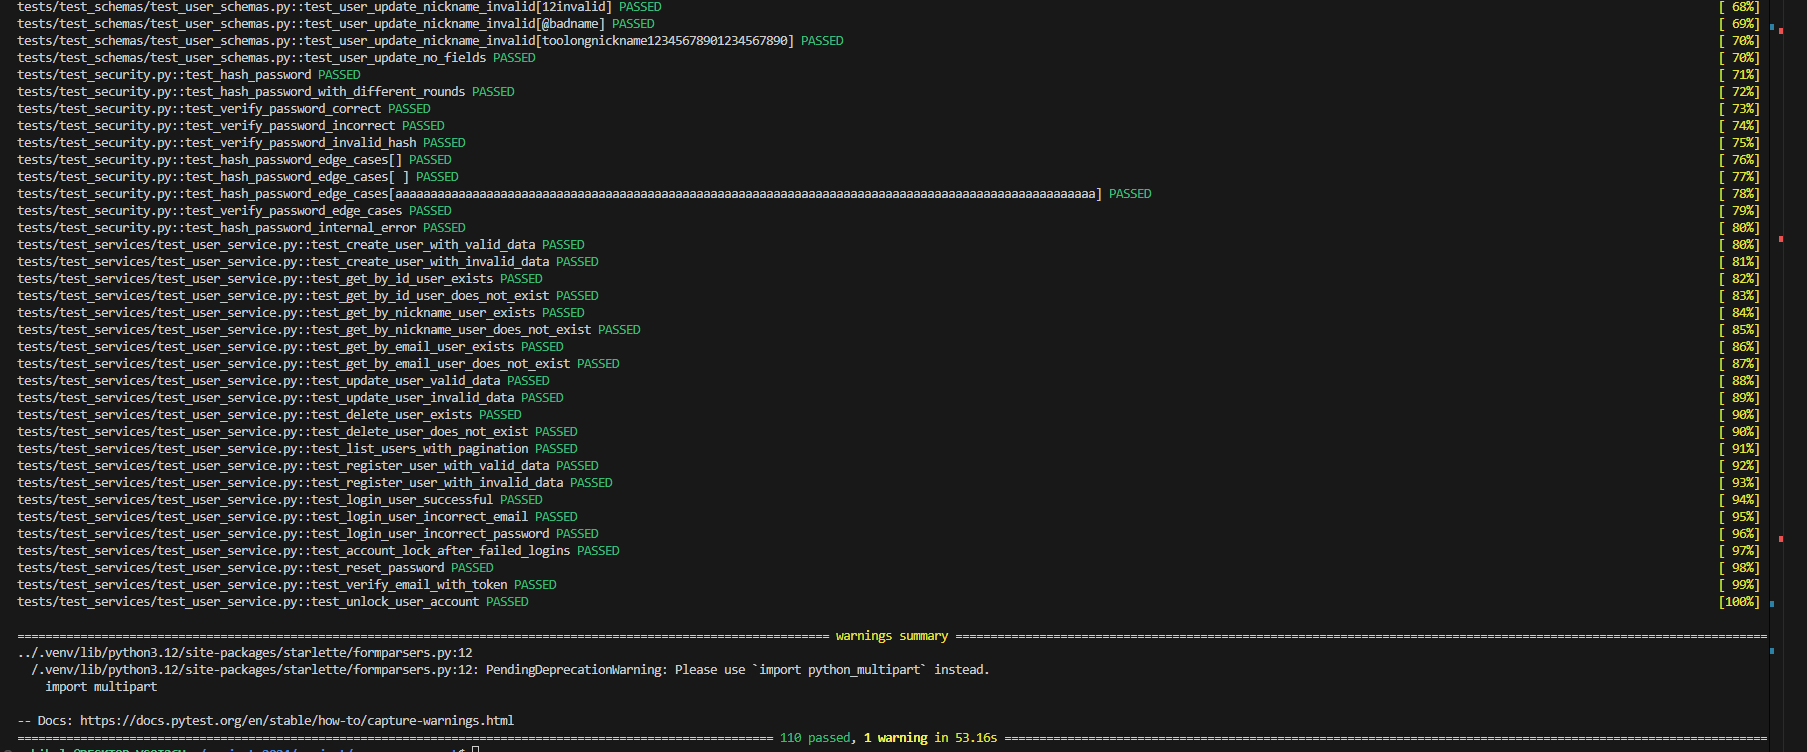 tests/test_schemas/test_user_schemas.py::test_user_update_nickname_invalid[12invalid] PASSED [ 68%]
tests/test_schemas/test_user_schemas.py::test_user_update_nickname_invalid[@badname] PASSED [ 69%]
tests/test_schemas/test_user_schemas.py::test_user_update_nickname_invalid[toolongnickname12345678901234567890] PASSED [ 70%]
tests/test_schemas/test_user_schemas.py::test_user_update_no_fields PASSED [ 70%]
tests/test_security.py::test_hash_password PASSED [ 71%]
tests/test_security.py::test_hash_password_with_different_rounds PASSED [ 72%]
tests/test_security.py::test_verify_password_correct PASSED [ 73%]
tests/test_security.py::test_verify_password_incorrect PASSED [ 74%]
tests/test_security.py::test_verify_password_invalid_hash PASSED [ 75%]
tests/test_security.py::test_hash_password_edge_cases[] PASSED [ 76%]
tests/test_security.py::test_hash_password_edge_cases[ ] PASSED [ 77%]
tests/test_security.py::test_hash_password_edge_cases[aaaaaaaaaaaaaaaaaaaaaaaaaaaaaaaaaaaaaaaaaaaaaaaaaaaaaaaaaaaaaaaaaaaaaaaaaaaaaaaaaaaaaaaaaaaaaaaaaaaa] PASSED [ 78%]
tests/test_security.py::test_verify_password_edge_cases PASSED [ 79%]
tests/test_security.py::test_hash_password_internal_error PASSED [ 80%]
tests/test_services/test_user_service.py::test_create_user_with_valid_data PASSED [ 80%]
tests/test_services/test_user_service.py::test_create_user_with_invalid_data PASSED [ 81%]
tests/test_services/test_user_service.py::test_get_by_id_user_exists PASSED [ 82%]
tests/test_services/test_user_service.py::test_get_by_id_user_does_not_exist PASSED [ 83%]
tests/test_services/test_user_service.py::test_get_by_nickname_user_exists PASSED [ 84%]
tests/test_services/test_user_service.py::test_get_by_nickname_user_does_not_exist PASSED [ 85%]
tests/test_services/test_user_service.py::test_get_by_email_user_exists PASSED [ 86%]
tests/test_services/test_user_service.py::test_get_by_email_user_does_not_exist PASSED [ 87%]
tests/test_services/test_user_service.py::test_update_user_valid_data PASSED [ 88%]
tests/test_services/test_user_service.py::test_update_user_invalid_data PASSED [ 89%]
tests/test_services/test_user_service.py::test_delete_user_exists PASSED [ 90%]
tests/test_services/test_user_service.py::test_delete_user_does_not_exist PASSED [ 90%]
tests/test_services/test_user_service.py::test_list_users_with_pagination PASSED [ 91%]
tests/test_services/test_user_service.py::test_register_user_with_valid_data PASSED [ 92%]
tests/test_services/test_user_service.py::test_register_user_with_invalid_data PASSED [ 93%]
tests/test_services/test_user_service.py::test_login_user_successful PASSED [ 94%]
tests/test_services/test_user_service.py::test_login_user_incorrect_email PASSED [ 95%]
tests/test_services/test_user_service.py::test_login_user_incorrect_password PASSED [ 96%]
tests/test_services/test_user_service.py::test_account_lock_after_failed_logins PASSED [ 97%]
tests/test_services/test_user_service.py::test_reset_password PASSED [ 98%]
tests/test_services/test_user_service.py::test_verify_email_with_token PASSED [ 99%]
tests/test_services/test_user_service.py::test_unlock_user_account PASSED [100%]
warnings summary
../.venv/lib/python3.12/site-packages/starlette/formparsers.py:12
/.venv/lib/python3.12/site-packages/starlette/formparsers.py:12: PendingDeprecationWarning: Please use `import python_multipart` instead.
import multipart
-- Docs: https://docs.pytest.org/en/stable/how-to/capture-warnings.html
110 passed, 1 warning in 53.16s